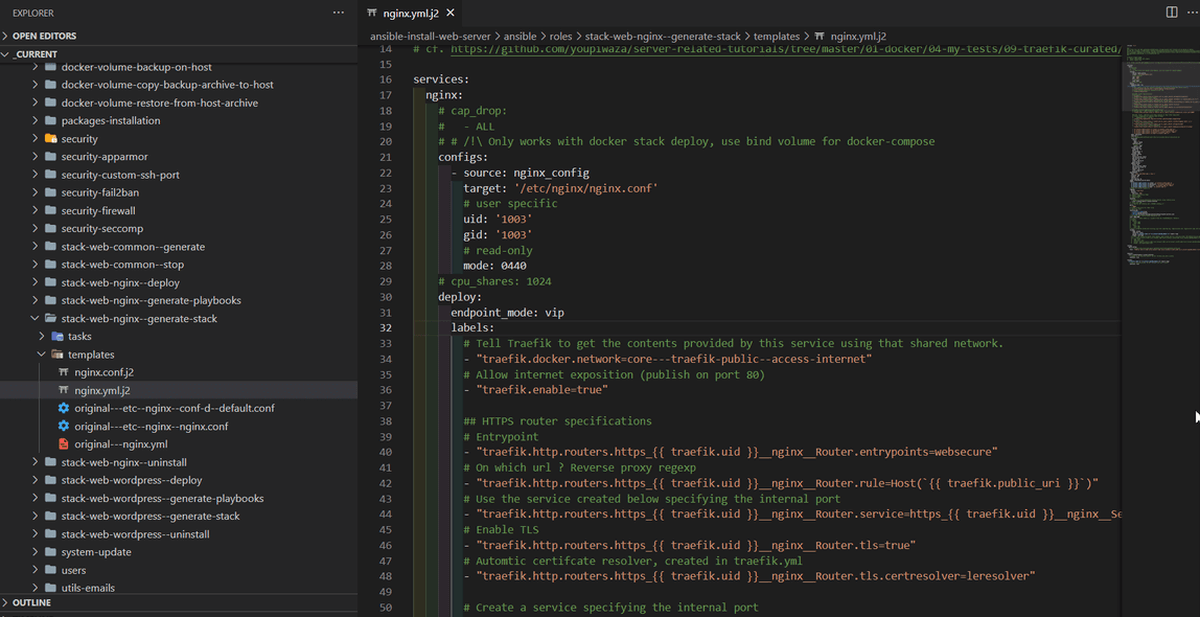 EXPLORER
OPEN EDITORS
_CURRENT
docker-volume-backup-on-host
docker-volume-copy-backup-archive-to-host
docker-volume-restore-from-host-archive
packages-installation
security
security-apparmor
security-custom-ssh-port
security-fail2ban
security-firewall
security-seccomp
stack-web-common--generate
stack-web-common--stop
stack-web-nginx--deploy
stack-web-nginx--generate-playbooks
stack-web-nginx--generate-stack
tasks
templates
nginx.conf.j2
nginx.yml.j2
original---etc--nginx--conf-d--default.conf
original---etc--nginx--nginx.conf
original---nginx.yml
stack-web-nginx--uninstall
stack-web-wordpress--deploy
stack-web-wordpress--generate-playbooks
stack-web-wordpress--generate-stack
stack-web-wordpress--uninstall
system-update
users
utils-emails
OUTLINE
nginx.yml.j2
ansible-install-web-server > ansible > roles > stack-web-nginx--generate-stack > templates > nginx.yml.j2
14 # cf. https://github.com/youpiwaza/server-related-tutorials/tree/master/01-docker/04-my-tests/09-traefik-curated/
15
16 services:
17 nginx:
18 # cap_drop:
19 # - ALL
20 # # /!\ Only works with docker stack deploy, use bind volume for docker-compose
21 configs:
22 - source: nginx_config
23 target: '/etc/nginx/nginx.conf'
24 # user specific
25 uid: '1003'
26 gid: '1003'
27 # read-only
28 mode: 0440
29 # cpu_shares: 1024
30 deploy:
31 endpoint_mode: vip
32 labels:
33 # Tell Traefik to get the contents provided by this service using that shared network.
34 - "traefik.docker.network=core---traefik-public--access-internet"
35 # Allow internet exposition (publish on port 80)
36 - "traefik.enable=true"
37
38 ## HTTPS router specifications
39 # Entrypoint
40 - "traefik.http.routers.https_{{ traefik.uid }}__nginx__Router.entrypoints=websecure"
41 # On which url ? Reverse proxy regexp
42 - "traefik.http.routers.https_{{ traefik.uid }}__nginx__Router.rule=Host(`{{ traefik.public_uri }}`)"
43 # Use the service created below specifying the internal port
44 - "traefik.http.routers.https_{{ traefik.uid }}__nginx__Router.service=https_{{ traefik.uid }}__nginx__Se
45 # Enable TLS
46 - "traefik.http.routers.https_{{ traefik.uid }}__nginx__Router.tls=true"
47 # Automtic certifcate resolver, created in traefik.yml
48 - "traefik.http.routers.https_{{ traefik.uid }}__nginx__Router.tls.certresolver=leresolver"
49
50 # Create a service specifying the internal port